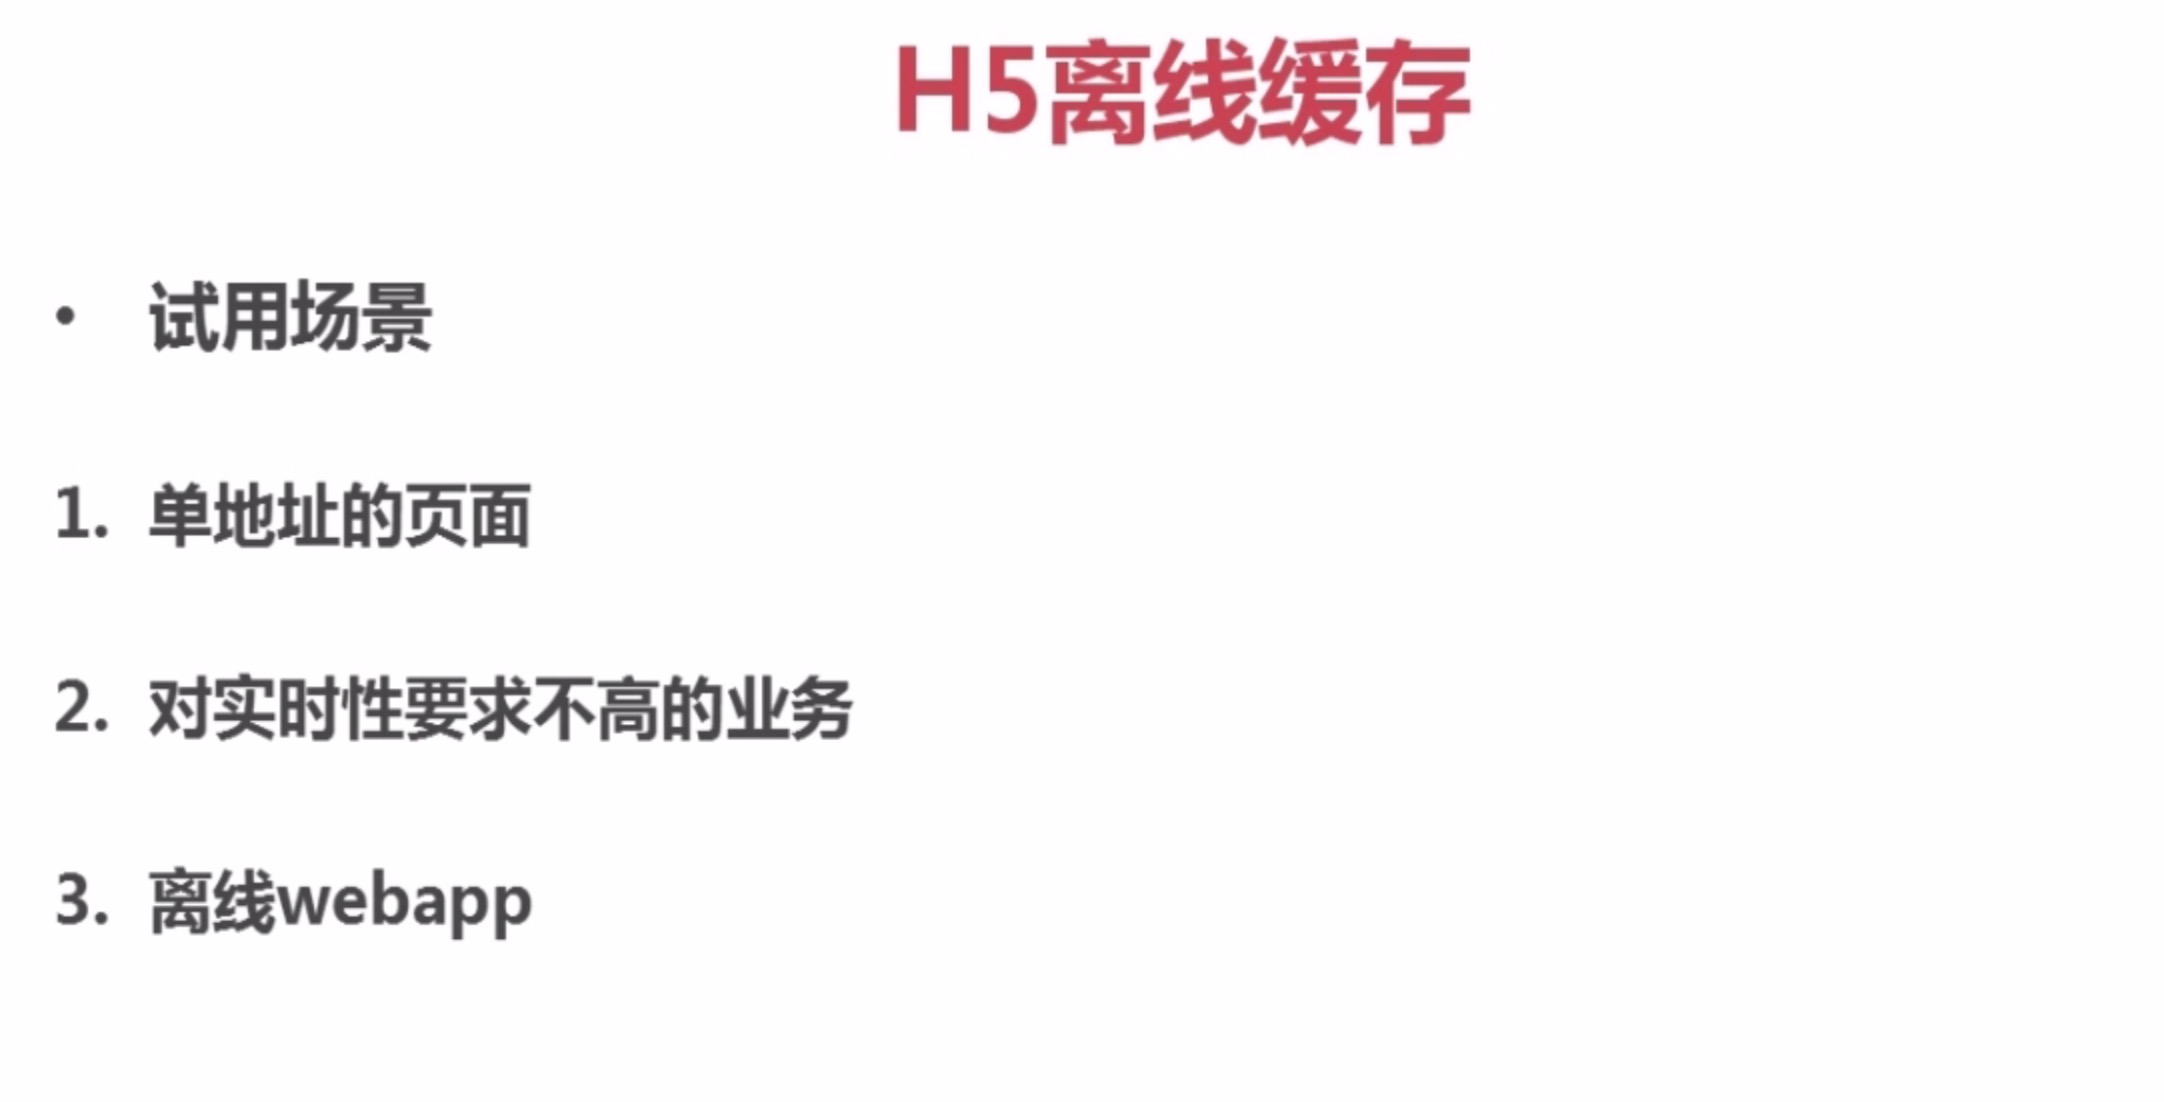 H5离线缓存
• 试用场景
1. 单地址的页面
2. 对实时性要求不高的业务
3. 离线webapp